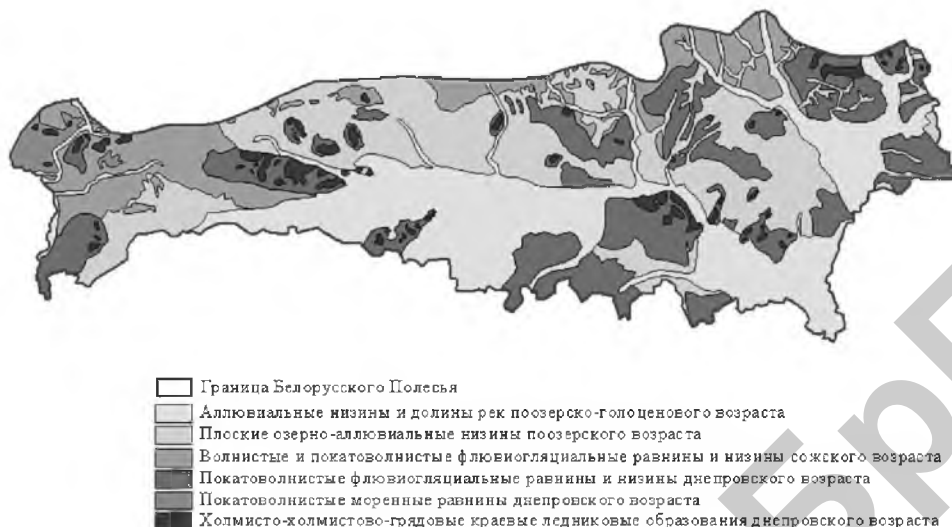 Граница Белорусского Полесья
Аллювиальные низины и долины рек поозерско-голоценового возраста
Плоские озерно-аллювиальные низины поозерского возраста
Волнистые и покатоволнистые флювиогляциальные равнины и низины сожского возраста
Покатоволнистые флювиогляциальные равнины и низины днепровского возраста
Покатоволнистые моренные равнины днепровского возраста
Холмисто-холмистово-грядовые краевые ледниковые образования днепровского возраста